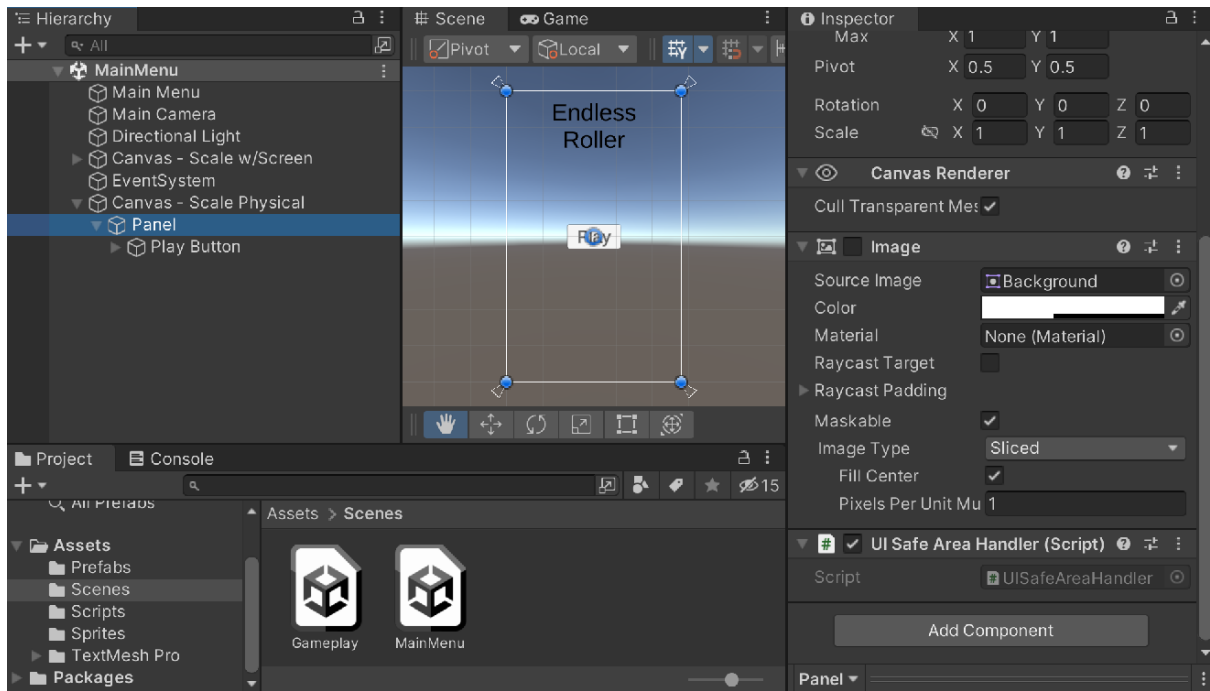 Hierarchy
All
MainMenu
Main Menu
Main Camera
Directional Light
Canvas - Scale w/Screen
EventSystem
Canvas - Scale Physical
Panel
Play Button
Scene
Game
Pivot
Local
Endless
Roller
Play
Project
Console
15
All Prefabs
Assets
Prefabs
Scenes
Scripts
Sprites
TextMesh Pro
Packages
Assets > Scenes
Gameplay
MainMenu
Inspector
Max X 1 Y 1
Pivot X 0.5 Y 0.5
Rotation X 0 Y 0 Z 0
Scale X 1 Y 1 Z 1
Canvas Renderer
Cull Transparent Mes
Image
Source Image Background
Color
Material None (Material)
Raycast Target
Raycast Padding
Maskable
Image Type Sliced
Fill Center
Pixels Per Unit Mu 1
# UI Safe Area Handler (Script)
Script # UISafeAreaHandler
Add Component
Panel